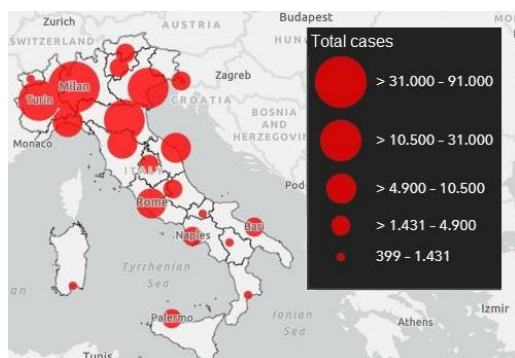 Zurich
AUSTRIA
Budapest
SWITZERLAND
HUN
Total cases
Milan
Turin
Zagreb
CROATIA
> 31.000 – 91.000
BOSNIA
AND
HERZEGOVIN
Monaco
> 10.500 – 31.000
ITALY
Pod
> 4.900 – 10.500
Rome
Naples
Bari
> 1.431 – 4.900
399 – 1.431
Tyrrhenian
Sea
Palermo
Ionian
Sea
Athens
Izmir
Tunis